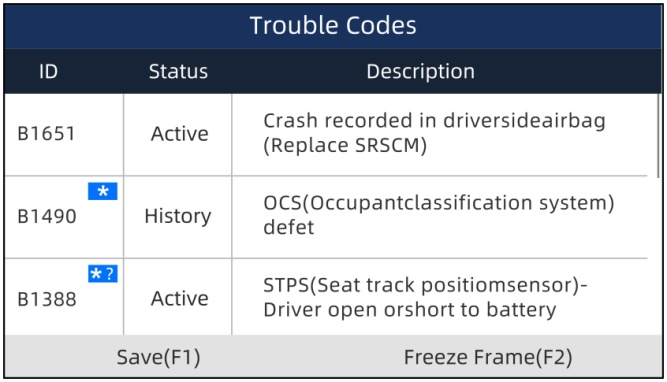 Trouble Codes
ID Status Description
B1651 Active Crash recorded in driversideairbag
(Replace SRSCM)
*
B1490 History OCS(Occupantclassification system)
defet
* ?
B1388 Active STPS(Seat track positiomsensor)-
Driver open orshort to battery
Save(F1) Freeze Frame(F2)